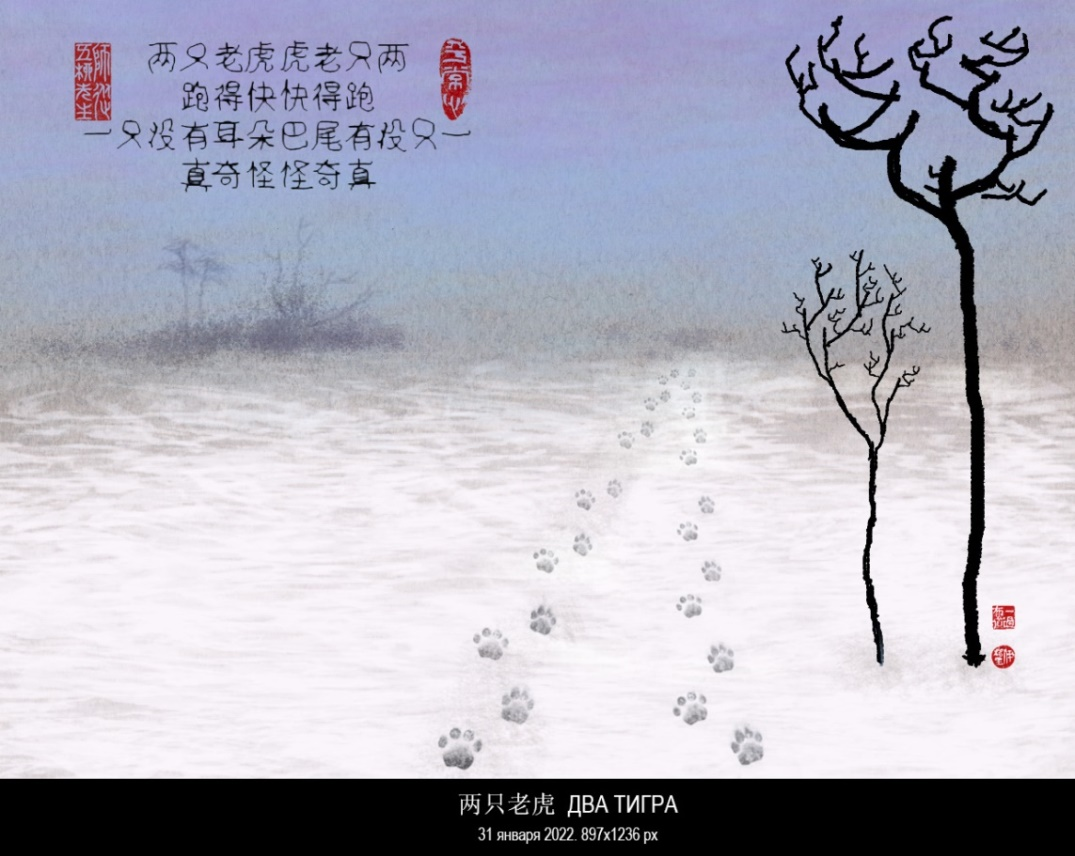 两只老虎虎老只两
跑得快快得跑
一只没有耳朵巴尾有没只一
真奇怪怪奇真
两只老虎 ДВА ТИГРА
31 января 2022. 897x1236 px